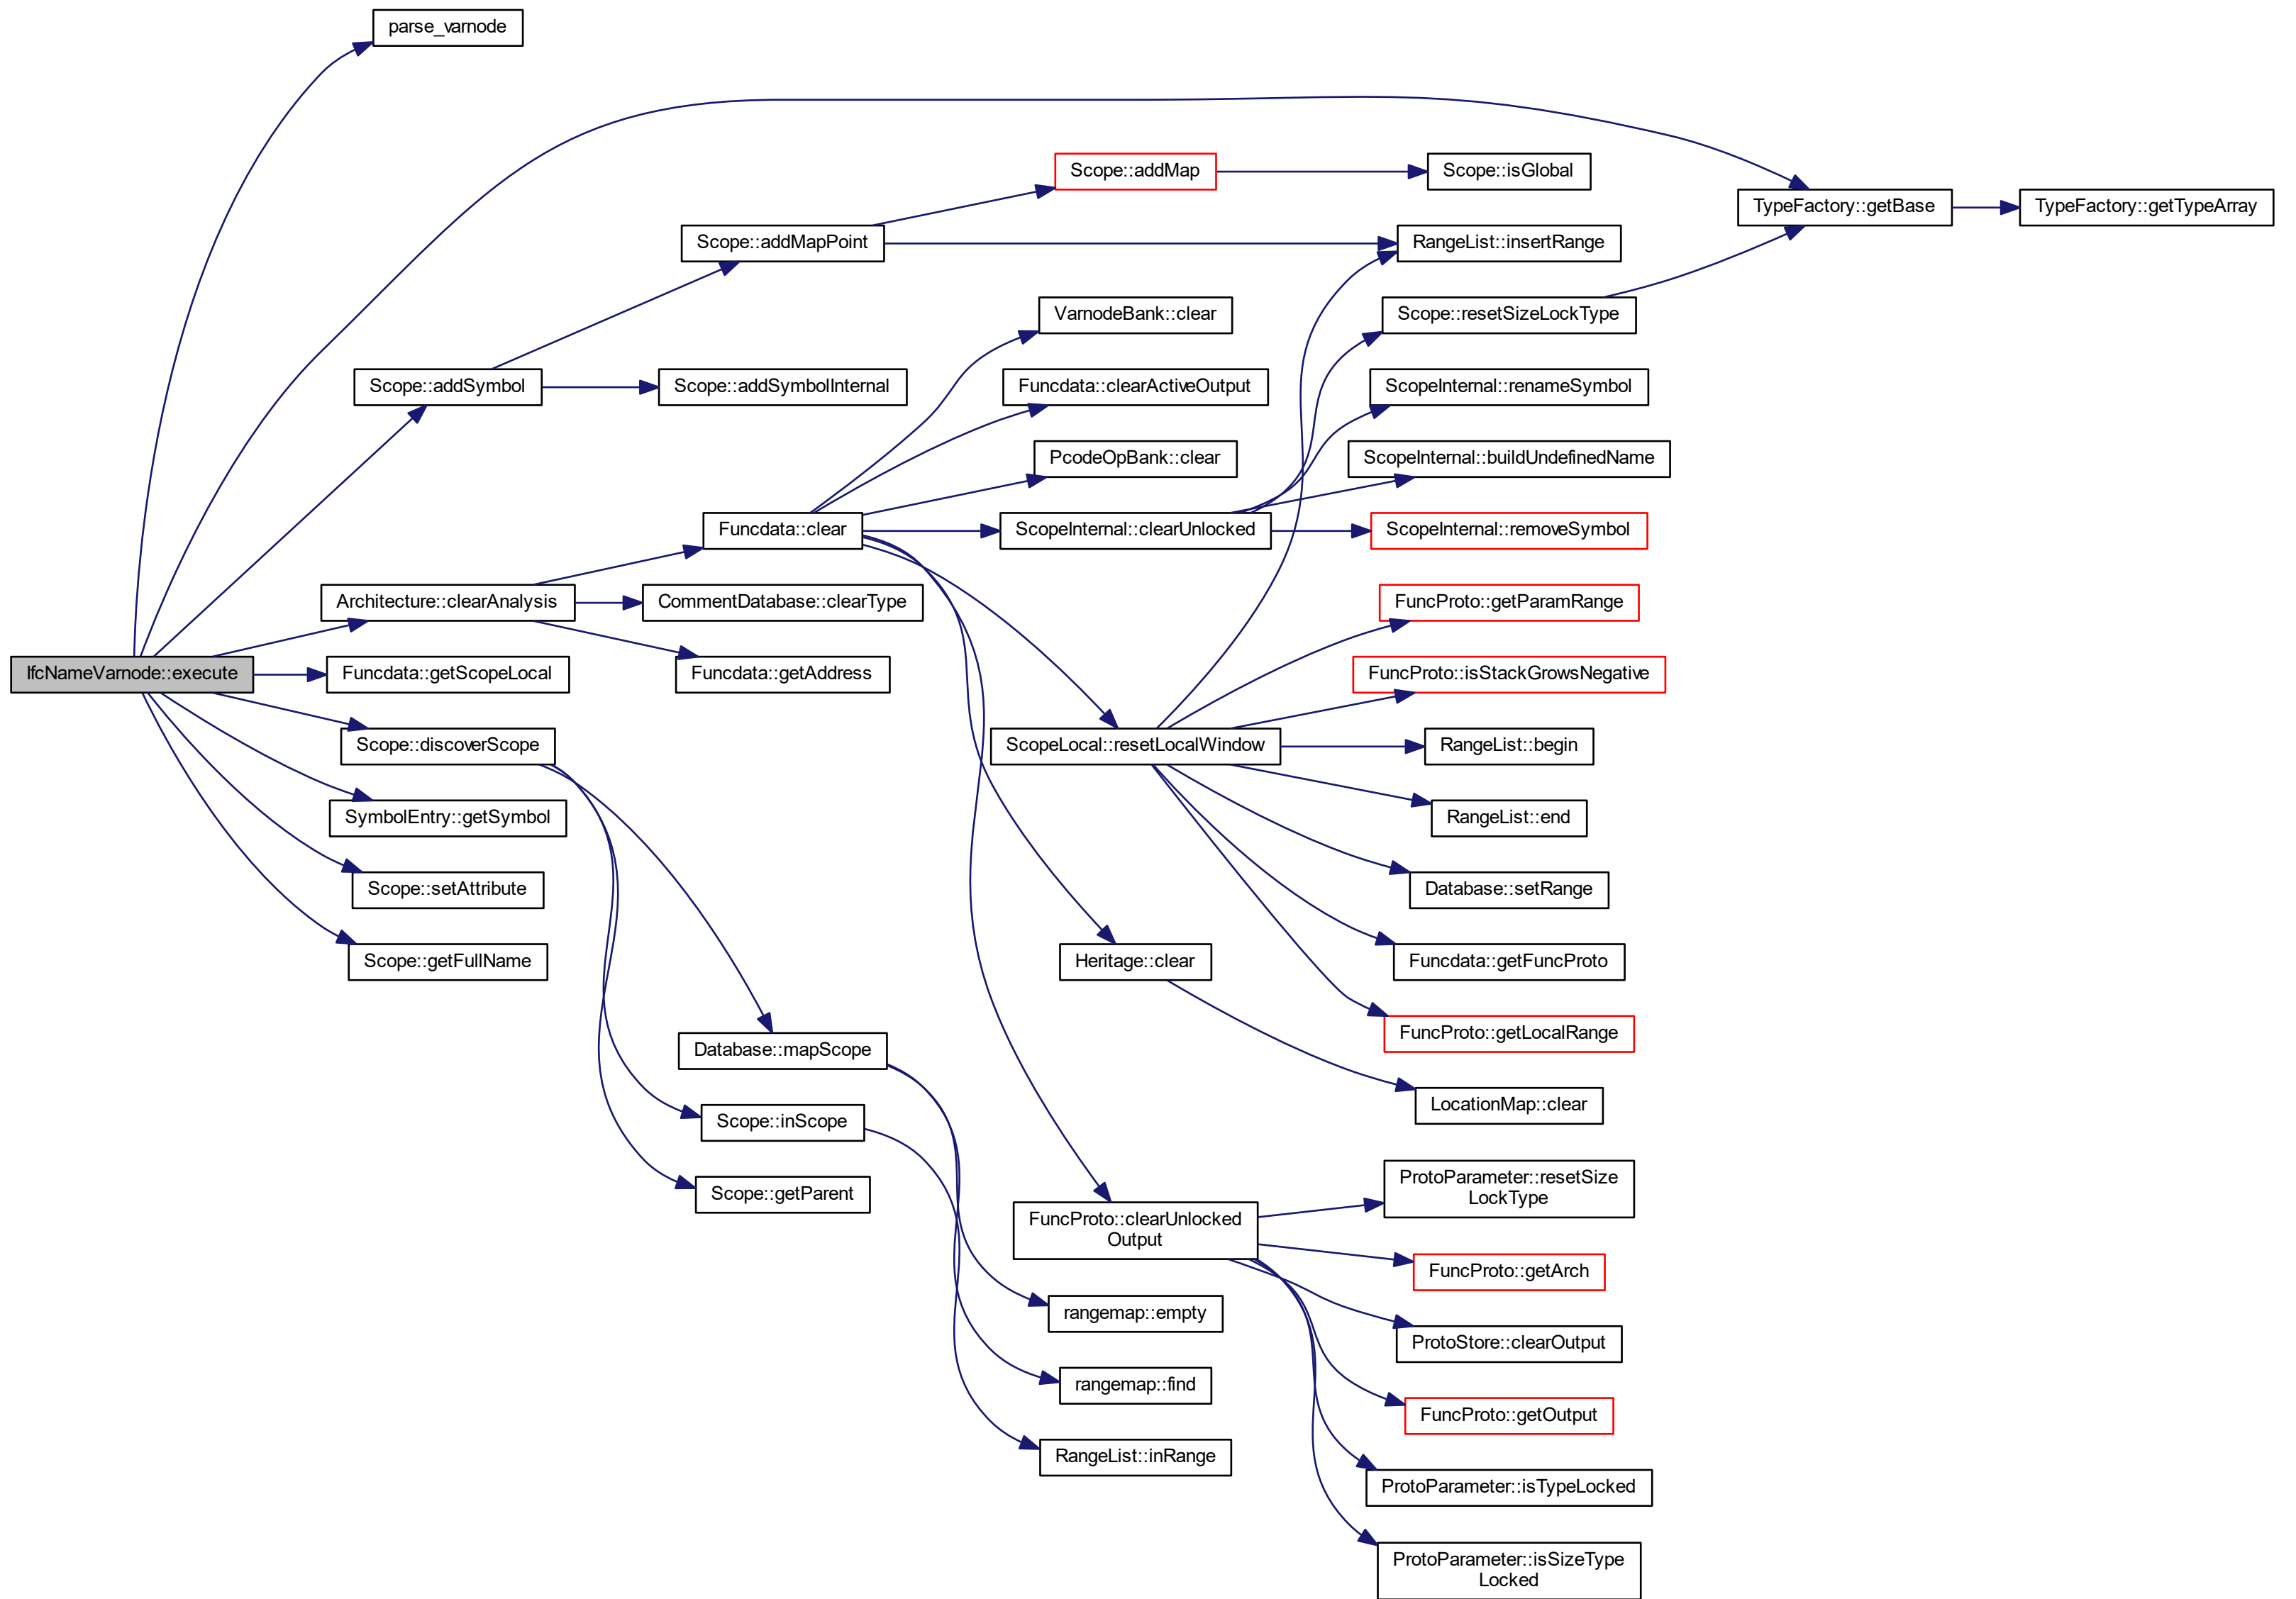 parse_varnode
Scope::addMap
Scope::isGlobal
TypeFactory::getBase
TypeFactory::getTypeArray
Scope::addMapPoint
RangeList::insertRange
VarnodeBank::clear
Scope::resetSizeLockType
Scope::addSymbol
Scope::addSymbolInternal
Funcdata::clearActiveOutput
ScopeInternal::renameSymbol
PcodeOpBank::clear
ScopeInternal::buildUndefinedName
Funcdata::clear
ScopeInternal::clearUnlocked
ScopeInternal::removeSymbol
Architecture::clearAnalysis
CommentDatabase::clearType
FuncProto::getParamRange
IfcNameVarnode::execute
Funcdata::getScopeLocal
Funcdata::getAddress
FuncProto::isStackGrowsNegative
Scope::discoverScope
ScopeLocal::resetLocalWindow
RangeList::begin
SymbolEntry::getSymbol
RangeList::end
Scope::setAttribute
Database::setRange
Scope::getFullName
Heritage::clear
Funcdata::getFuncProto
Database::mapScope
FuncProto::getLocalRange
Scope::inScope
LocationMap::clear
Scope::getParent
ProtoParameter::resetSize
LockType
FuncProto::clearUnlocked
Output
FuncProto::getArch
rangemap::empty
ProtoStore::clearOutput
rangemap::find
FuncProto::getOutput
RangeList::inRange
ProtoParameter::isTypeLocked
ProtoParameter::isSizeType
Locked